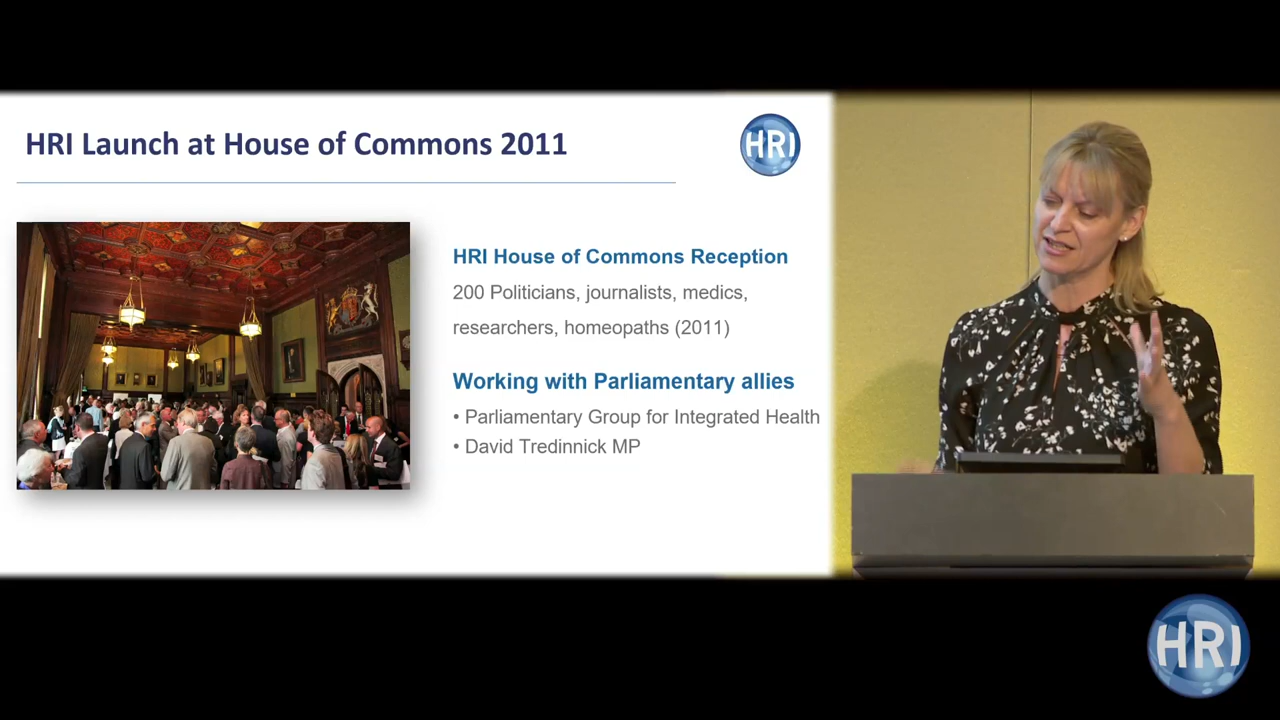 HRI Launch at House of Commons 2011
HRI
HRI House of Commons Reception
200 Politicians, journalists, medics,
researchers, homeopaths (2011)
Working with Parliamentary allies
• Parliamentary Group for Integrated Health
• David Tredinnick MP
HRI